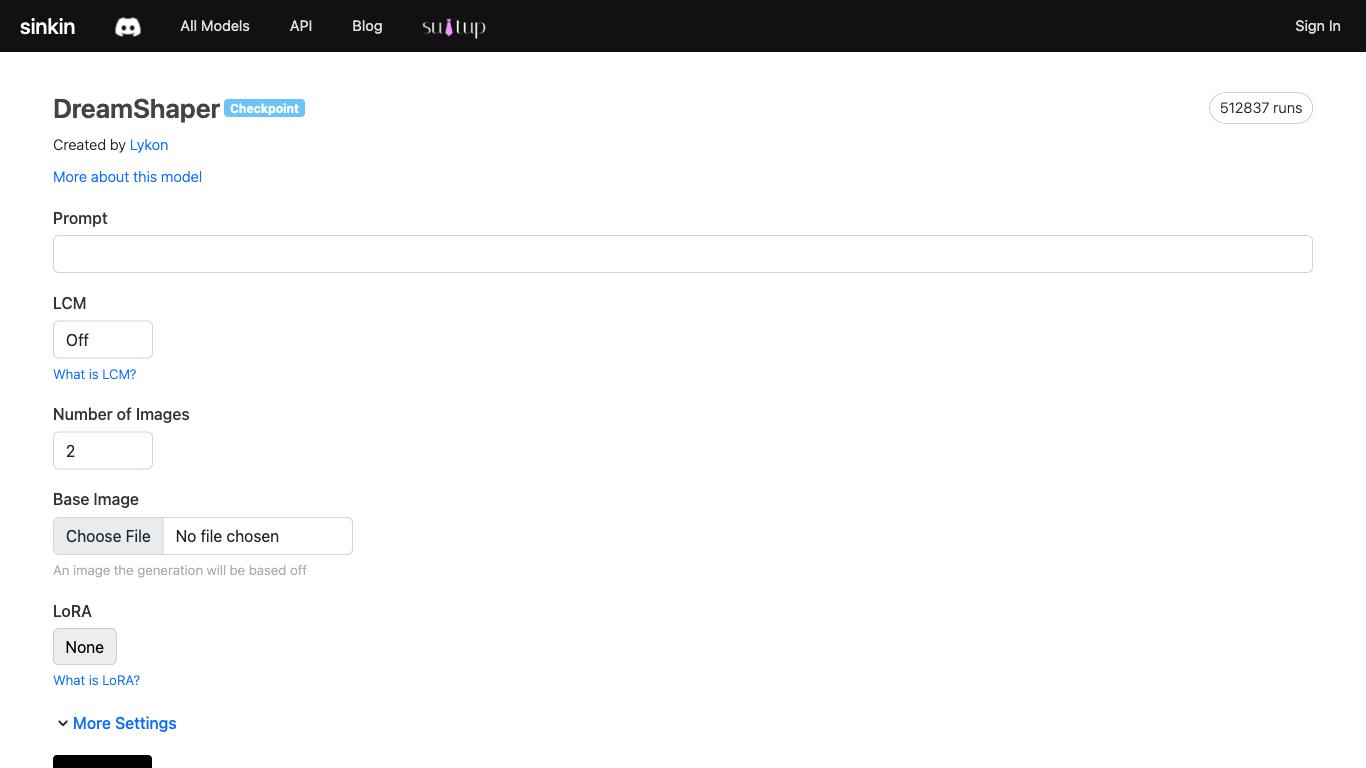 sinkin
All Models
API
Blog
suitup
Sign In
DreamShaper Checkpoint
512837 runs
Created by Lykon
More about this model
Prompt
LCM
Off
What is LCM?
Number of Images
2
Base Image
Choose File No file chosen
An image the generation will be based off
LoRA
None
What is LoRA?
More Settings